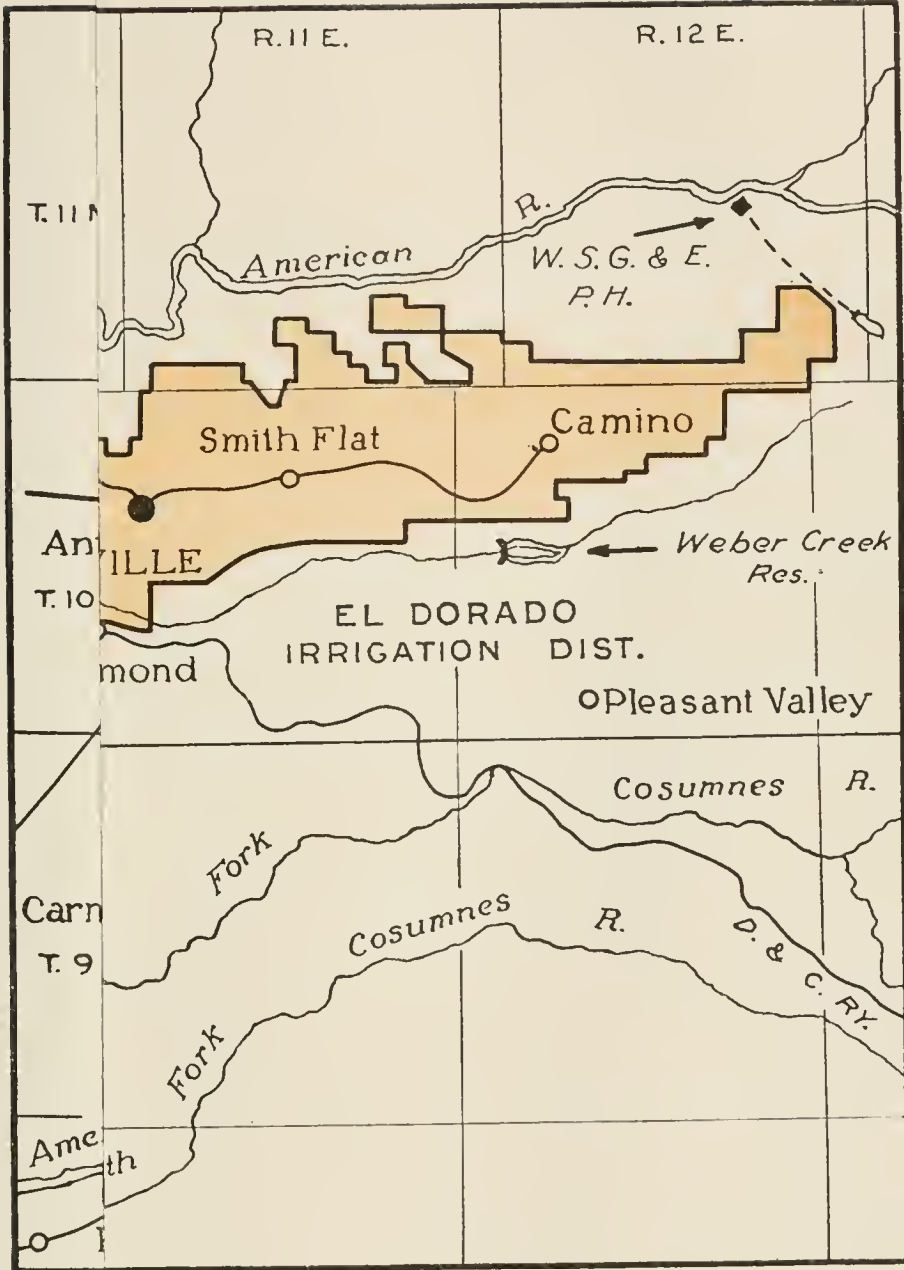 R. 11 E.
R. 12 E.
T. 11 N
American
R.
W. S. G. & E.
P. H.
Smith Flat
Camino
An
VILLE
Weber Creek
Res.
T. 10
EL DORADO
IRRIGATION DIST.
mond
Pleasant Valley
Cosumnes
R.
Fork
Carn
Cosumnes
R.
T. 9
D. & C. RY.
Fork
Ame
th